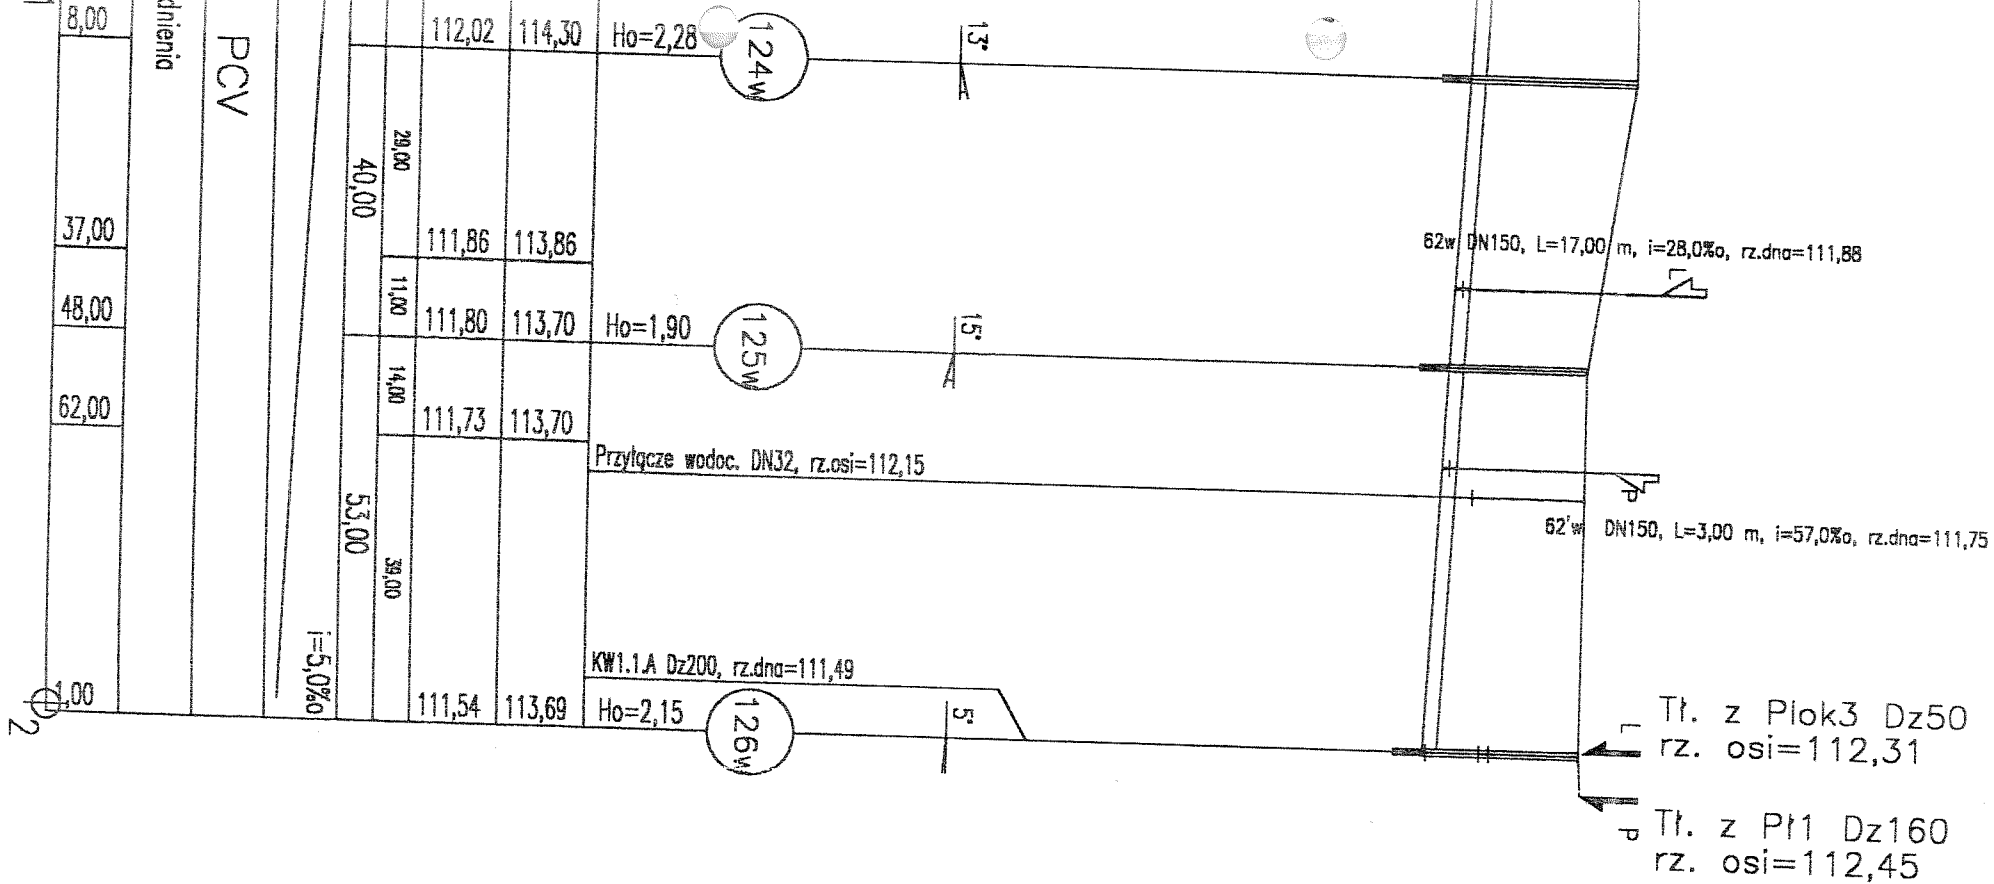 8,00
dnienia
PCV
112,02
114,30
Ho=2,28
124w
13°
29,00
40,00
37,00
111,86
113,86
62w DN150, L=17,00 m, i=28,0‰, rz.dna=111,88
L
11,00
48,00
111,80
113,70
Ho=1,90
125w
15°
14,00
62,00
111,73
113,70
Przyłącze wodoc. DN32, rz.osi=112,15
P
62'w DN150, L=3,00 m, i=57,0‰, rz.dna=111,75
53,00
39,00
i=5,0‰
KW1.1.A Dz200, rz.dna=111,49
1,00
2
111,54
113,69
Ho=2,15
126w
5°
L
Tł. z Plok3 Dz50
rz. osi=112,31
P
Tł. z Pł1 Dz160
rz. osi=112,45